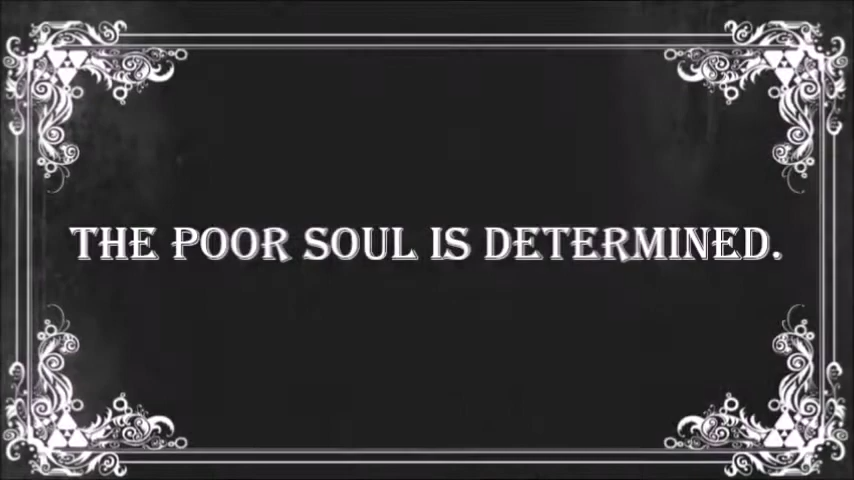 THE POOR SOUL IS DETERMINED.